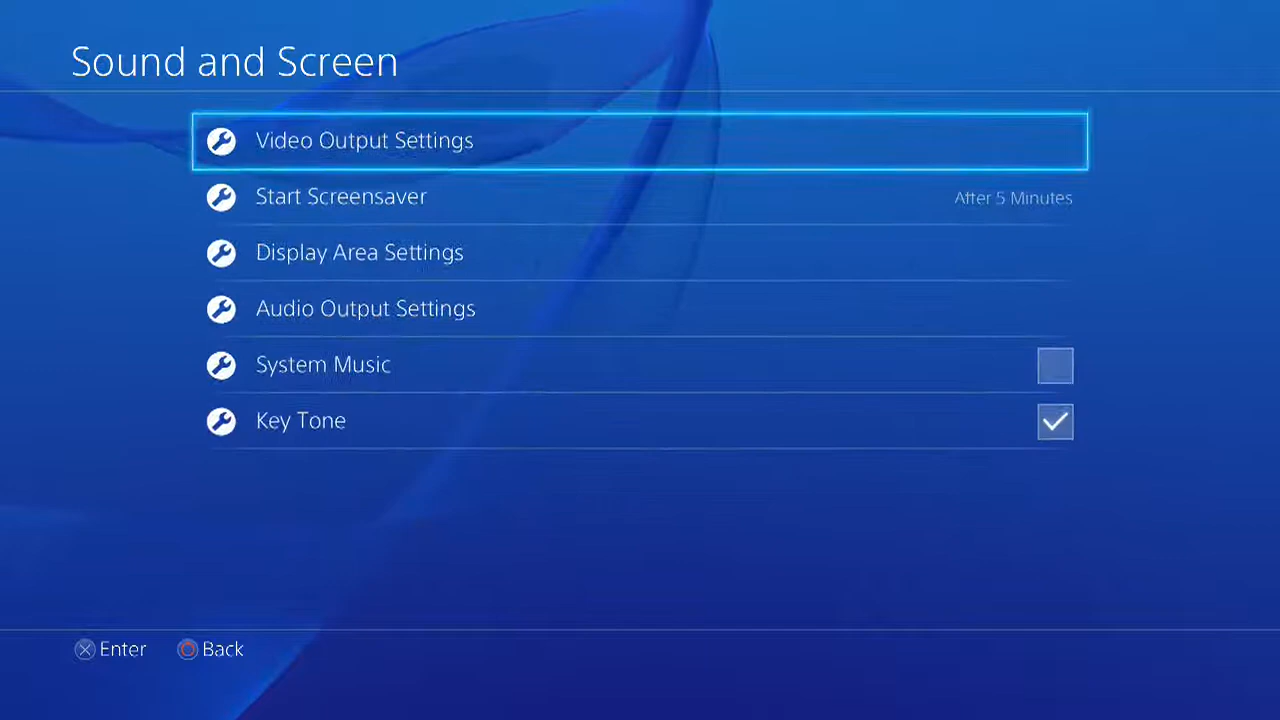 Sound and Screen
Video Output Settings
Start Screensaver After 5 Minutes
Display Area Settings
Audio Output Settings
System Music
Key Tone
Enter Back